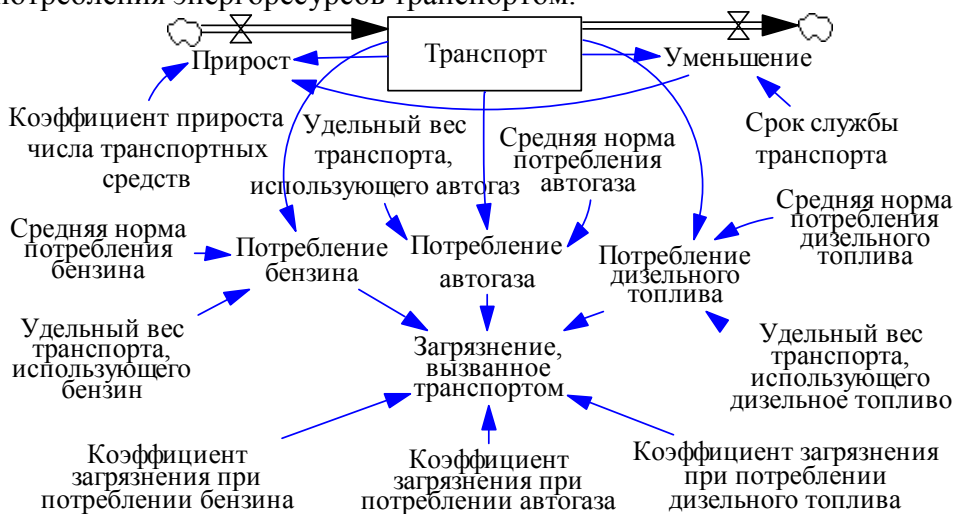 потребления энергоресурсов транспортом.
Транспорт
Прирост
Уменьшение
Коэффициент прироста
числа транспортных
средств
Удельный вес
транспорта,
использующего автогаз
Средняя норма
потребления
автогаза
Срок службы
транспорта
Средняя норма
потребления
бензина
Потребление
бензина
Потребление
автогаза
Потребление
дизельного
топлива
Средняя норма
потребления
дизельного
топлива
Удельный вес
транспорта,
использующего
бензин
Загрязнение,
вызванное
транспортом
Удельный вес
транспорта,
использующего
дизельное топливо
Коэффициент
загрязнения при
потреблении бензина
Коэффициент
загрязнения при
потреблении автогаза
Коэффициент загрязнения
при потреблении
дизельного топлива